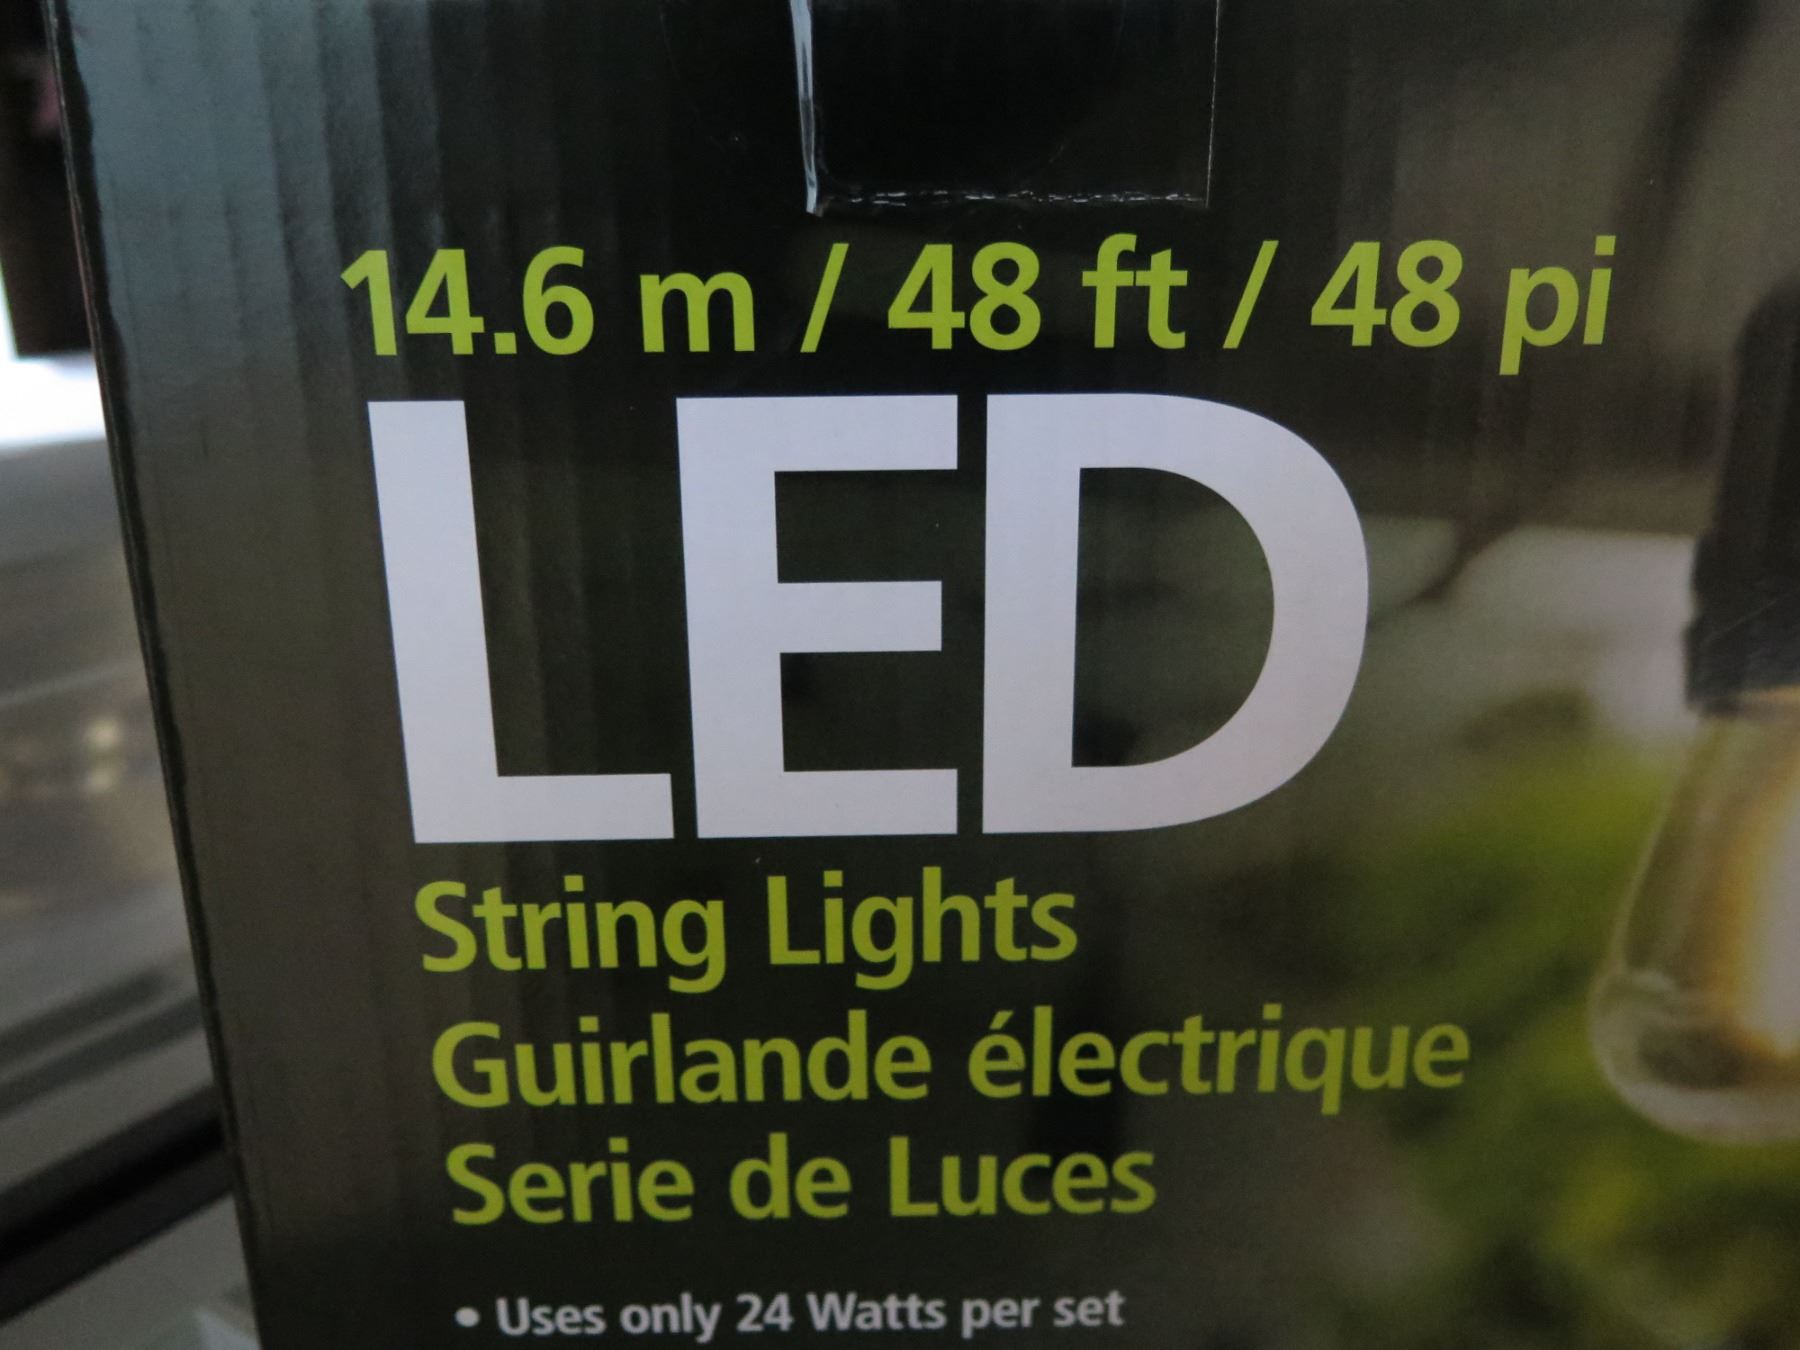 14.6 m / 48 ft / 48 pi
LED
String Lights
Guirlande électrique
Serie de Luces
• Uses only 24 Watts per set